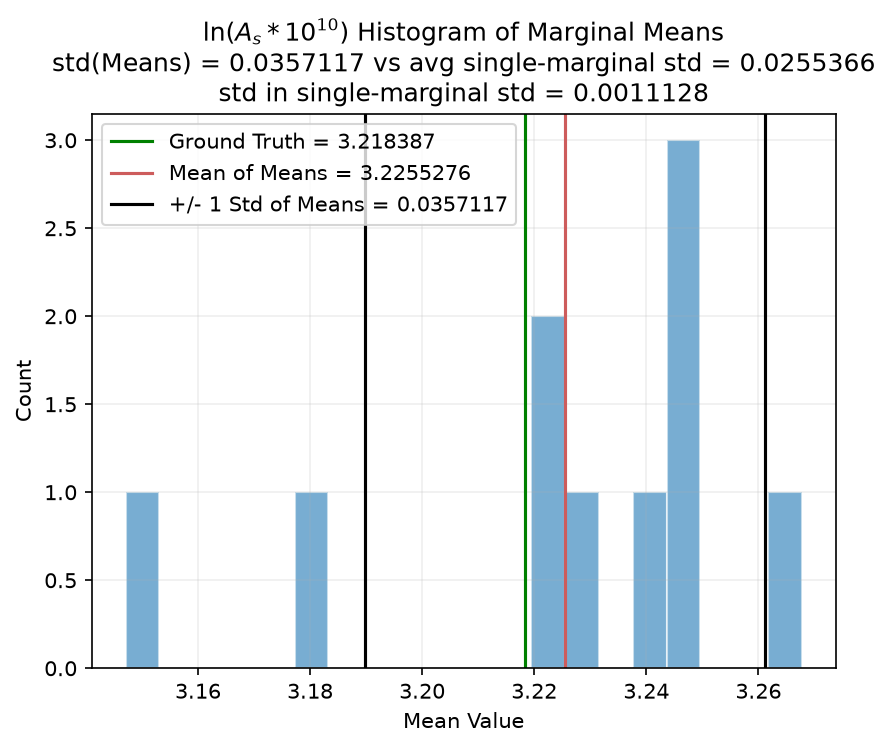 ln(A_s * 10^10) Histogram of Marginal Means
std(Means) = 0.0357117 vs avg single-marginal std = 0.0255366
std in single-marginal std = 0.0011128
Ground Truth = 3.218387
Mean of Means = 3.2255276
+/- 1 Std of Means = 0.0357117
3.0
2.5
2.0
1.5
1.0
0.5
0.0
Count
3.16 3.18 3.20 3.22 3.24 3.26
Mean Value